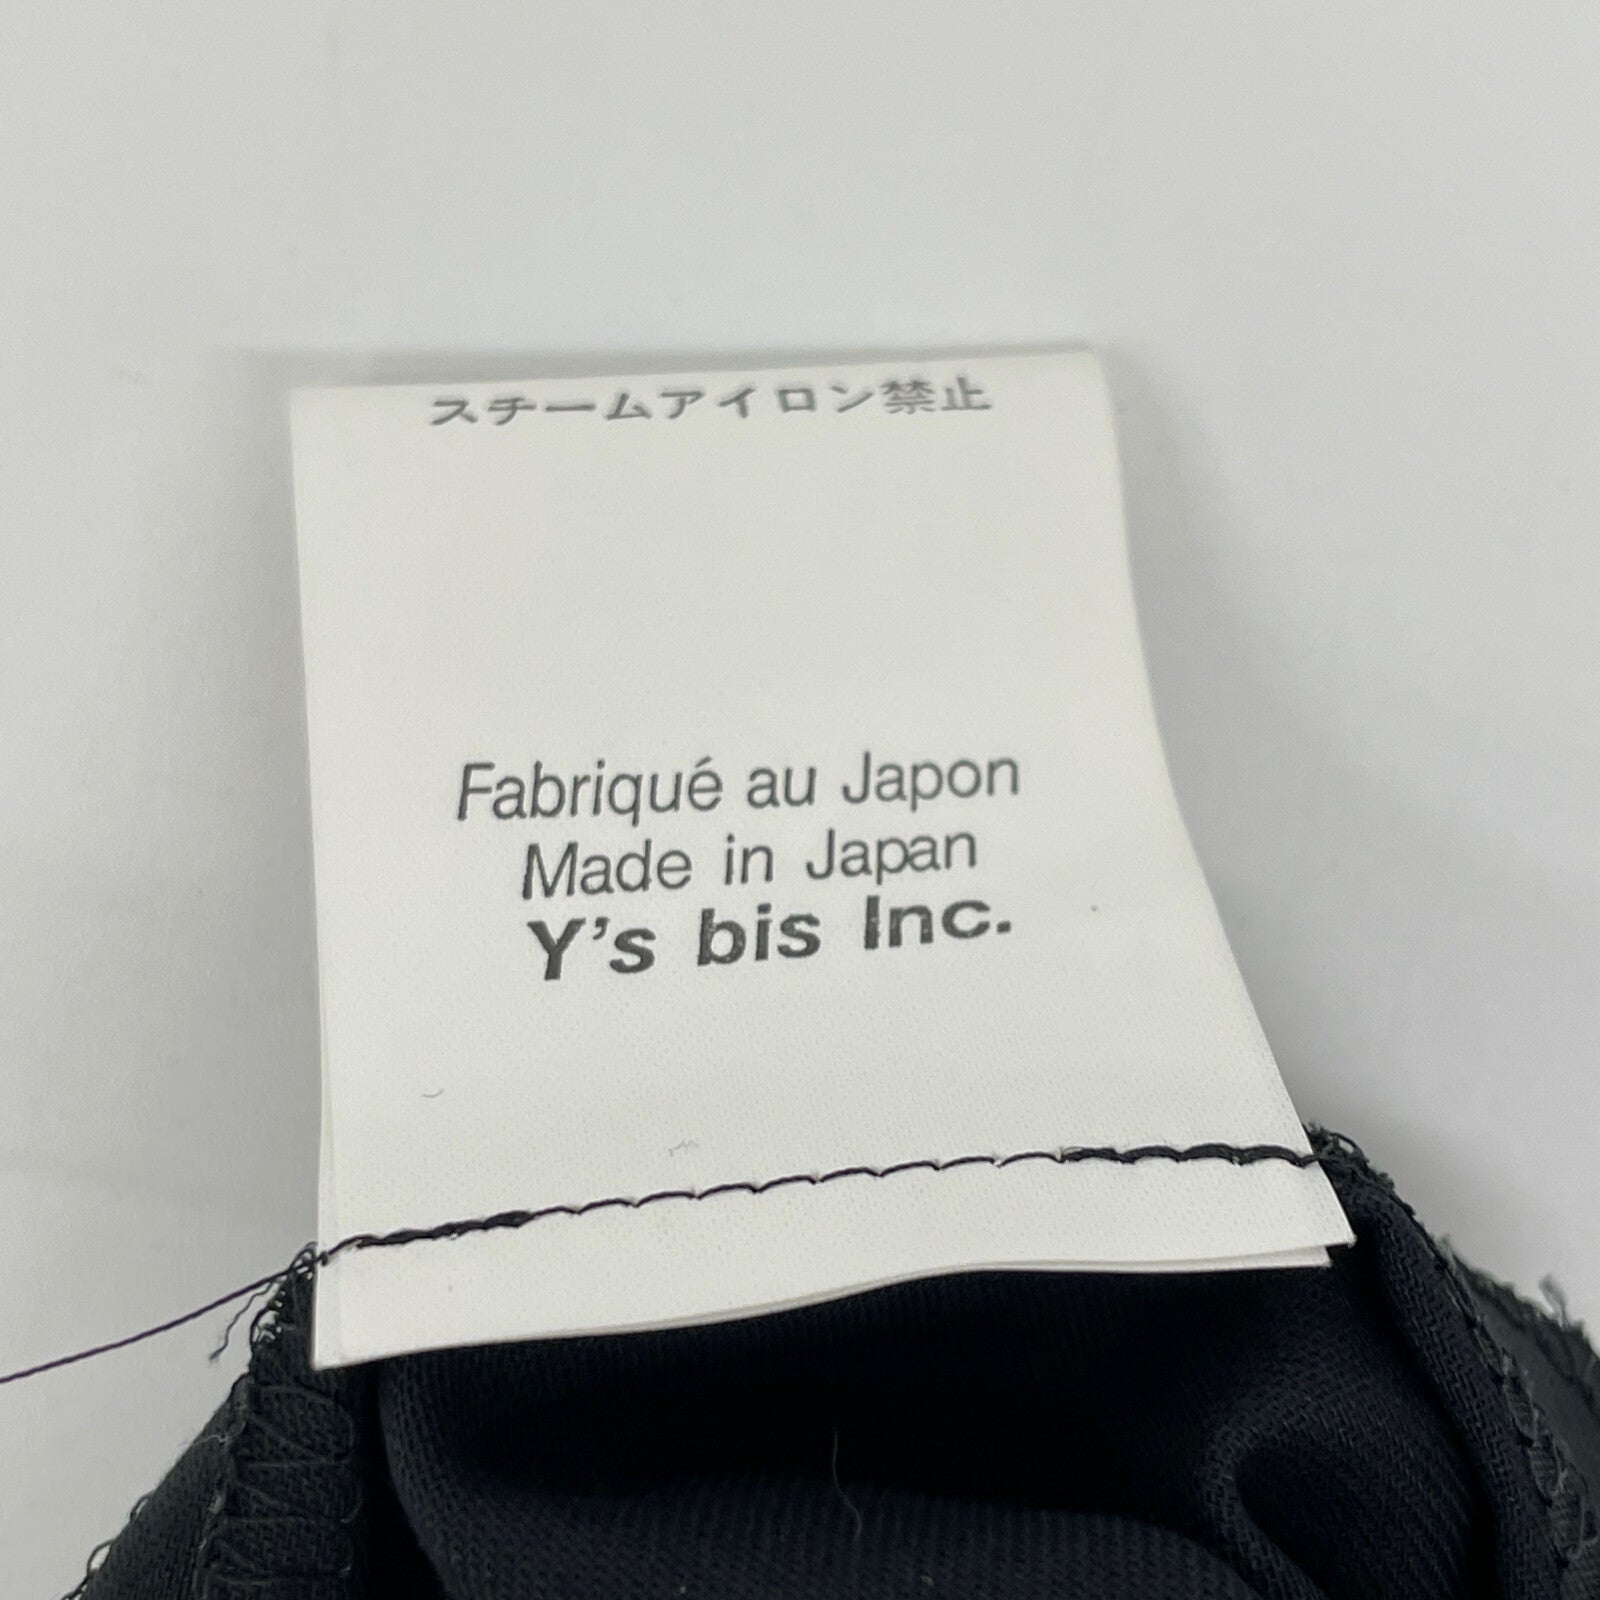 スチームアイロン禁止
Fabriqué au Japon
Made in Japan
Y's bis Inc.